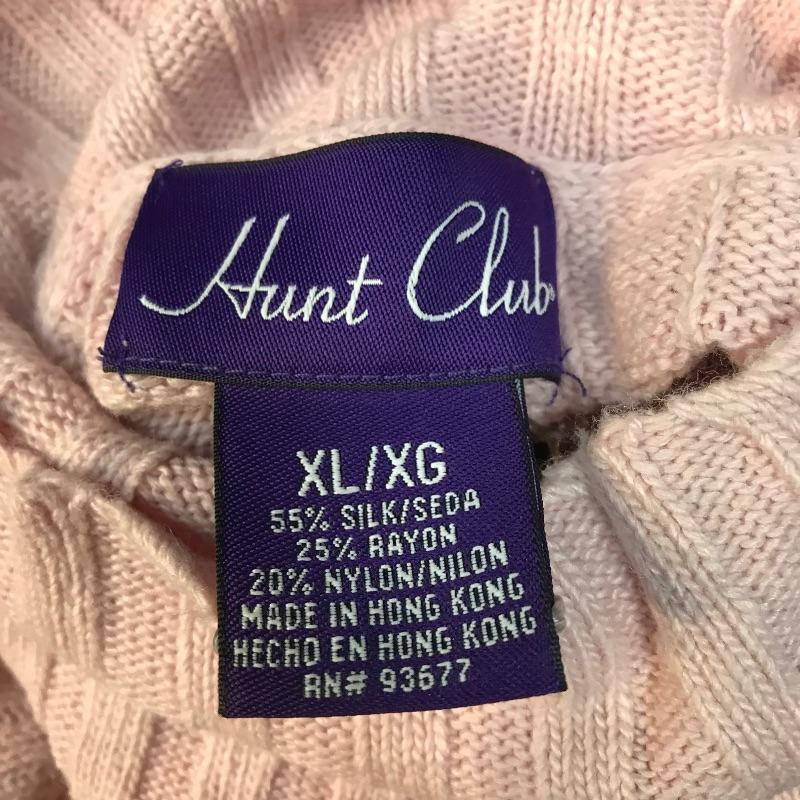 Hunt Club
XL/XG
55% SILK/SEDA
25% RAYON
20% NYLON/NILON
MADE IN HONG KONG
HECHO EN HONG KONG
RN# 93677